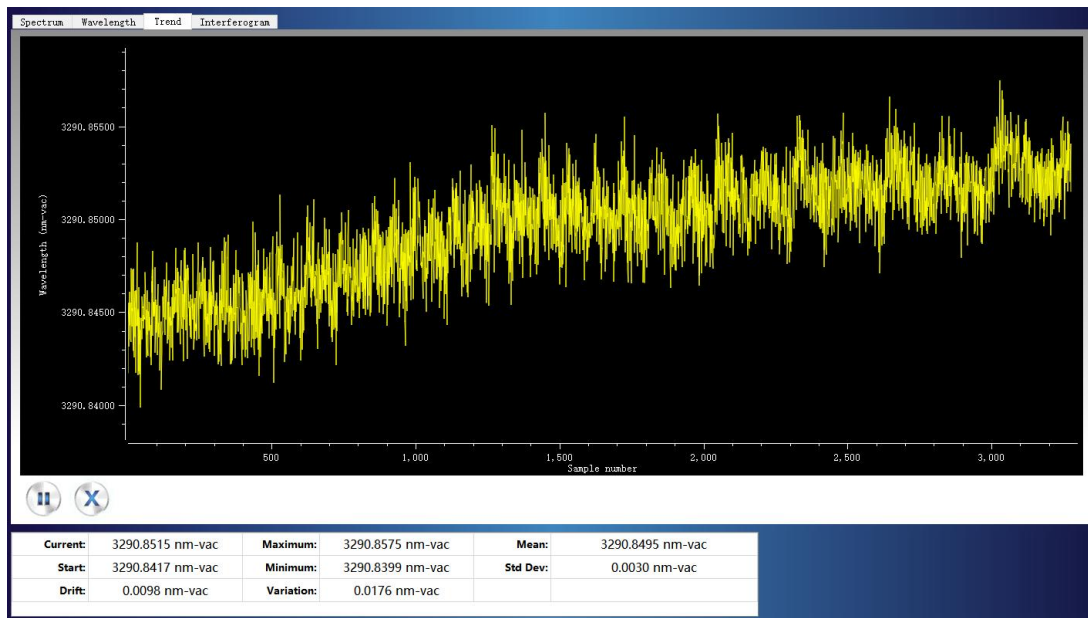 Spectrum Wavelength Trend Interferogram
3290.85500
3290.85000
3290.84500
3290.84000
Wavelength (nm-vac)
500 1,000 1,500 2,000 2,500 3,000
Sample number
Current: 3290.8515 nm-vac Maximum: 3290.8575 nm-vac Mean: 3290.8495 nm-vac
Start: 3290.8417 nm-vac Minimum: 3290.8399 nm-vac Std Dev: 0.0030 nm-vac
Drift: 0.0098 nm-vac Variation: 0.0176 nm-vac